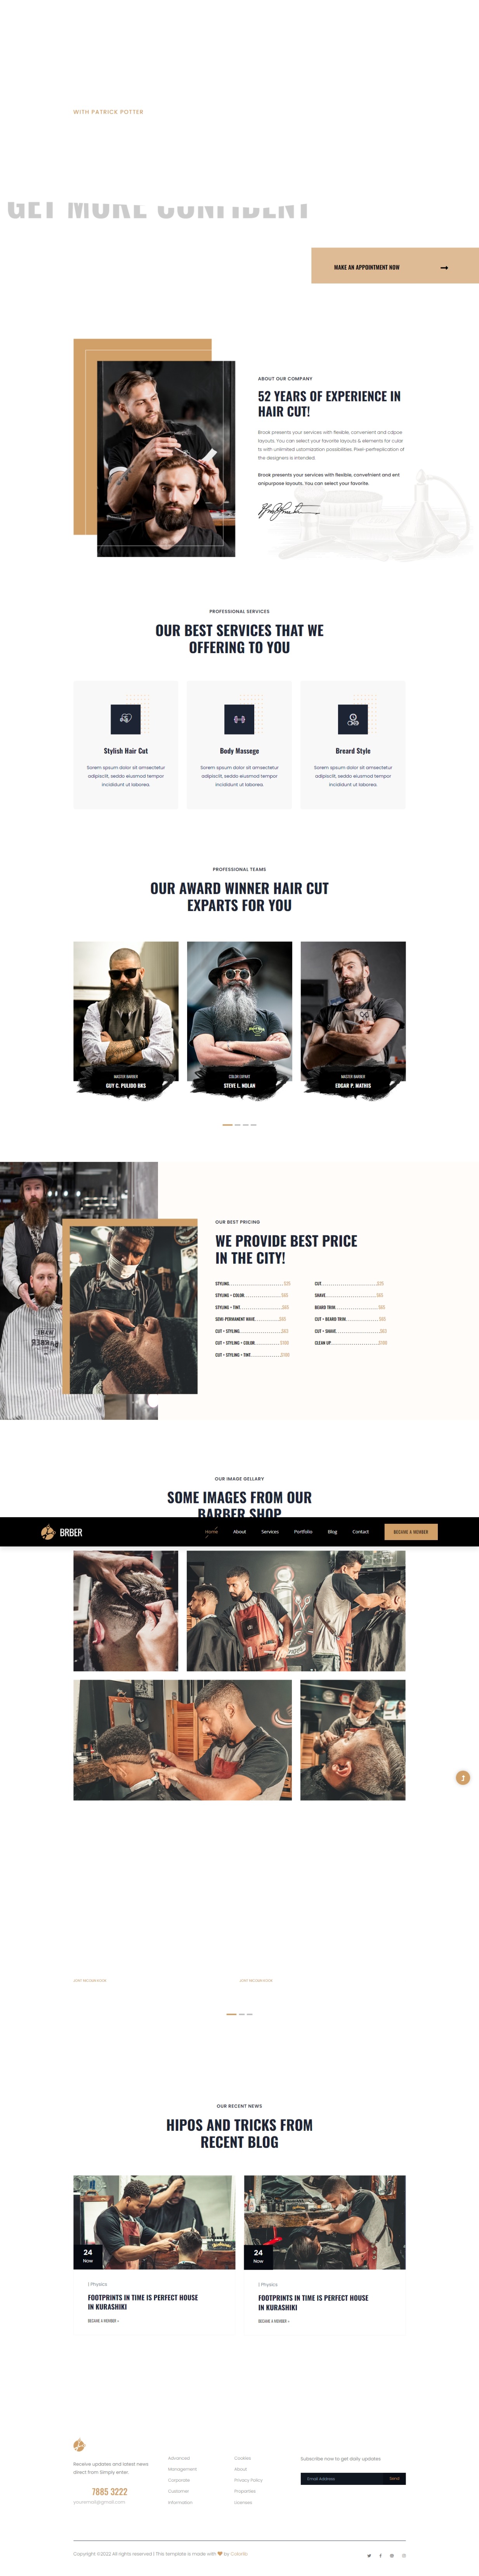 WITH PATRICK POTTER
GET MORE CONFIDENT
MAKE AN APPOINTMENT NOW
ABOUT OUR COMPANY
52 YEARS OF EXPERIENCE IN
HAIR CUT!
Brook presents your services with flexible, convenient and cdpoe
layouts. You can select your favorite layouts & elements for cular
ts with unlimited ustomization possibilities. Pixel-perfreplication of
the designers is intended.
Brook presents your services with flexible, convefnient and ent
anipurpose layouts. You can select your favorite.
PROFESSIONAL SERVICES
OUR BEST SERVICES THAT WE
OFFERING TO YOU
Stylish Hair Cut
Sorem spsum dolor sit amsectetur
adipisclit, seddo eiusmod tempor
incididunt ut laborea.
Body Massege
Sorem spsum dolor sit amsectetur
adipisclit, seddo eiusmod tempor
incididunt ut laborea.
Breard Style
Sorem spsum dolor sit amsectetur
adipisclit, seddo eiusmod tempor
incididunt ut laborea.
PROFESSIONAL TEAMS
OUR AWARD WINNER HAIR CUT
EXPARTS FOR YOU
MASTER BARBER
GUY C. PULIDO BKS
COLOR EXPART
STEVE L. NOLAN
MASTER BARBER
EDGAR P. MATHIS
OUR BEST PRICING
WE PROVIDE BEST PRICE
IN THE CITY!
STYLING. . . . . . . . . . . . . . . . . . . . . . . . . . . . $25
STYLING + COLOR. . . . . . . . . . . . . . . . . . . $65
STYLING + TINT. . . . . . . . . . . . . . . . . . . . . .$65
SEMI-PERMANENT WAVE. . . . . . . . . . . . .$65
CUT + STYLING. . . . . . . . . . . . . . . . . . . . . .$63
CUT + STYLING + COLOR. . . . . . . . . . . . . $100
CUT + STYLING + TINT. . . . . . . . . . . . . . . .$100
CUT. . . . . . . . . . . . . . . . . . . . . . . . . . . . .$25
SHAVE. . . . . . . . . . . . . . . . . . . . . . . . . . $65
BEARD TRIM. . . . . . . . . . . . . . . . . . . . . . $65
CUT + BEARD TRIM. . . . . . . . . . . . . . . . . $65
CUT + SHAVE. . . . . . . . . . . . . . . . . . . . . . .$63
CLEAN UP. . . . . . . . . . . . . . . . . . . . . . . . .$100
OUR IMAGE GELLARY
SOME IMAGES FROM OUR
BARBER SHOP
BRBER
Home
About
Services
Portfolio
Blog
Contact
BECAME A MEMBER
OUR RECENT NEWS
HIPOS AND TRICKS FROM
RECENT BLOG
24
Now
| Physics
FOOTPRINTS IN TIME IS PERFECT HOUSE
IN KURASHIKI
BECAME A MEMBER »
24
Now
| Physics
FOOTPRINTS IN TIME IS PERFECT HOUSE
IN KURASHIKI
BECAME A MEMBER »
Receive updates and latest news
direct from Simply enter.
7885 3222
youremail@gmail.com
Advanced
Management
Corporate
Customer
Information
Cookies
About
Privacy Policy
Proparties
Licenses
Subscribe now to get daily updates
Email Address
Send
Copyright ©2022 All rights reserved | This template is made with ♥ by Colorlib